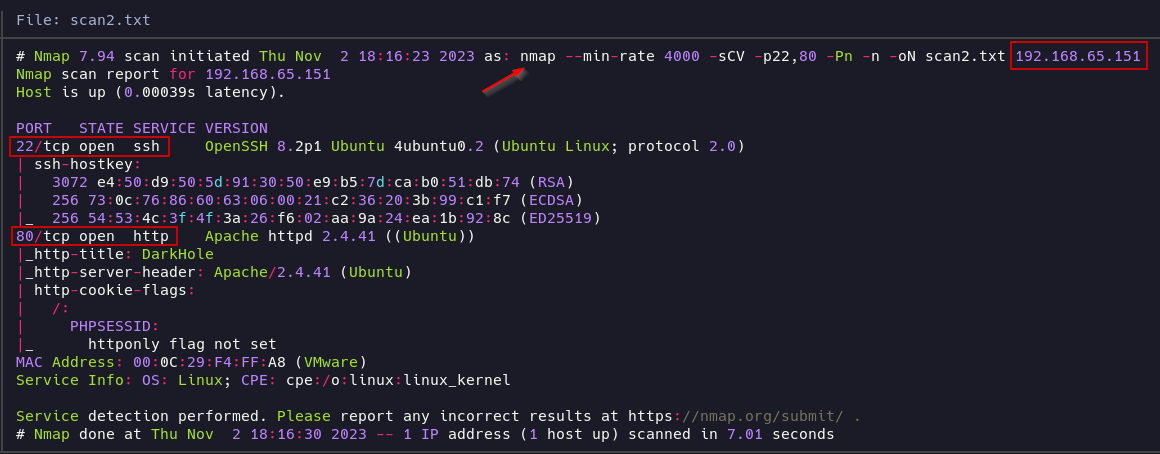 File: scan2.txt
# Nmap 7.94 scan initiated Thu Nov  2 18:16:23 2023 as: nmap --min-rate 4000 -sCV -p22,80 -Pn -n -oN scan2.txt 192.168.65.151
Nmap scan report for 192.168.65.151
Host is up (0.00039s latency).
PORT   STATE SERVICE VERSION
22/tcp open  ssh     OpenSSH 8.2p1 Ubuntu 4ubuntu0.2 (Ubuntu Linux; protocol 2.0)
| ssh-hostkey:
|   3072 e4:50:d9:50:5d:91:30:50:e9:b5:7d:ca:b0:51:db:74 (RSA)
|   256 73:0c:76:86:60:63:06:00:21:c2:36:20:3b:99:c1:f7 (ECDSA)
|_  256 54:53:4c:3f:4f:3a:26:f6:02:aa:9a:24:ea:1b:92:8c (ED25519)
80/tcp open  http    Apache httpd 2.4.41 ((Ubuntu))
|_http-title: DarkHole
|_http-server-header: Apache/2.4.41 (Ubuntu)
| http-cookie-flags:
|   /:
|     PHPSESSID:
|_      httponly flag not set
MAC Address: 00:0C:29:F4:FF:A8 (VMware)
Service Info: OS: Linux; CPE: cpe:/o:linux:linux_kernel
Service detection performed. Please report any incorrect results at https://nmap.org/submit/ .
# Nmap done at Thu Nov  2 18:16:30 2023 -- 1 IP address (1 host up) scanned in 7.01 seconds